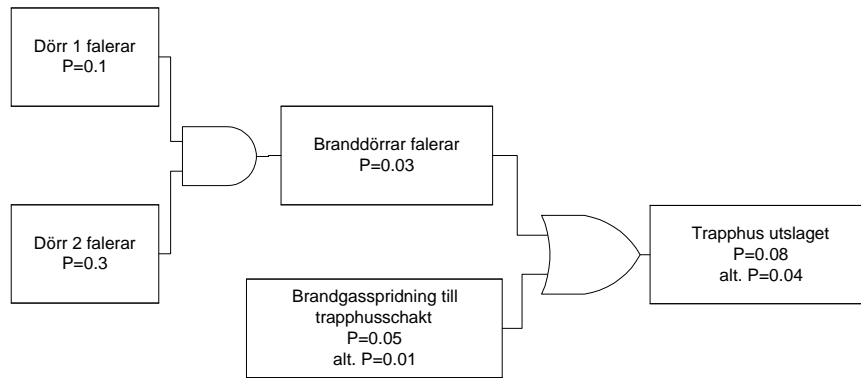 Dörr 1 falerar
P=0.1
Branddörrar falerar
P=0.03
Dörr 2 falerar
P=0.3
Trapphus utslaget
P=0.08
alt. P=0.04
Brandgasspridning till
trapphusschakt
P=0.05
alt. P=0.01